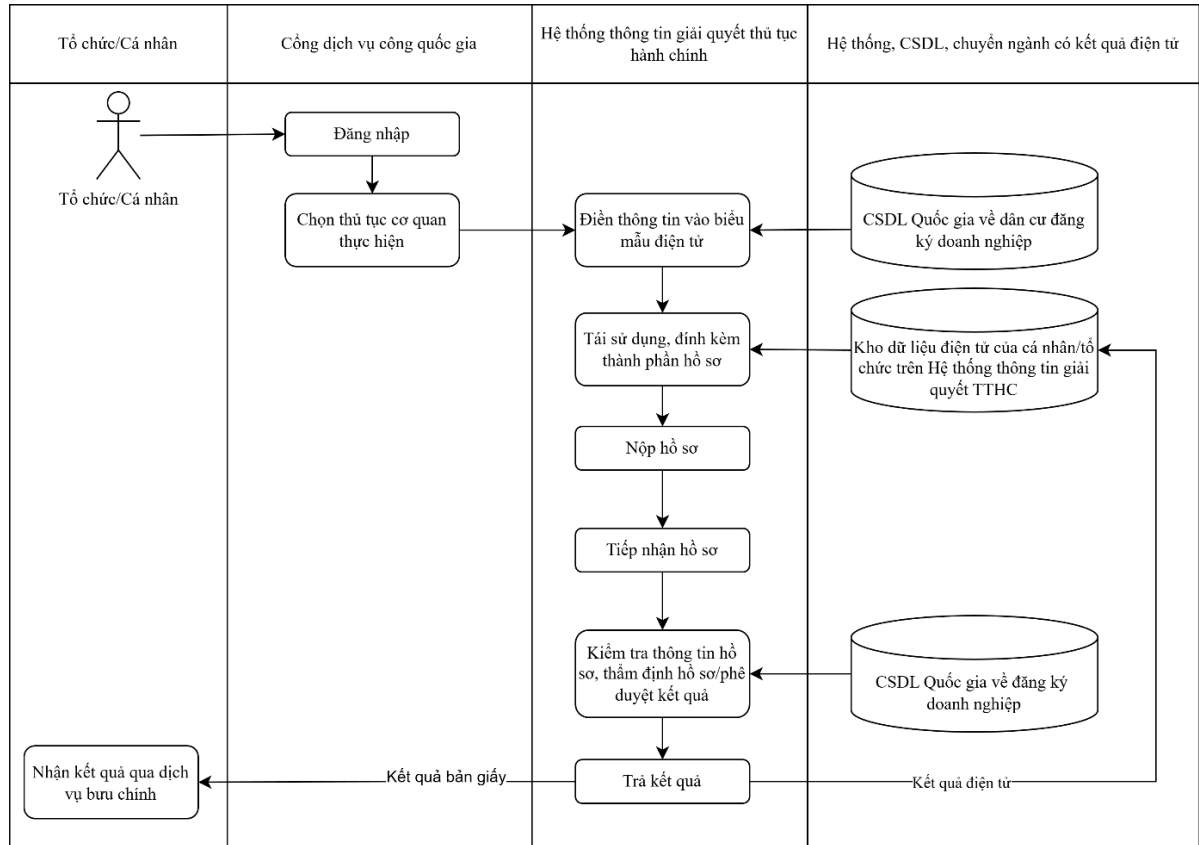 Tổ chức/Cá nhân
Cổng dịch vụ công quốc gia
Hệ thống thông tin giải quyết thủ tục
hành chính
Hệ thống, CSDL, chuyển ngành có kết quả điện tử
Tổ chức/Cá nhân
Đăng nhập
Chọn thủ tục cơ quan
thực hiện
Điền thông tin vào biểu
mẫu điện tử
CSDL Quốc gia về dân cư đăng
ký doanh nghiệp
Tái sử dụng, đính kèm
thành phần hồ sơ
Kho dữ liệu điện tử của cá nhân/tổ
chức trên Hệ thống thông tin giải
quyết TTHC
Nộp hồ sơ
Tiếp nhận hồ sơ
Kiểm tra thông tin hồ
sơ, thẩm định hồ sơ/phê
duyệt kết quả
CSDL Quốc gia về đăng ký
doanh nghiệp
Nhận kết quả qua dịch
vụ bưu chính
Kết quả bản giấy
Trả kết quả
Kết quả điện tử